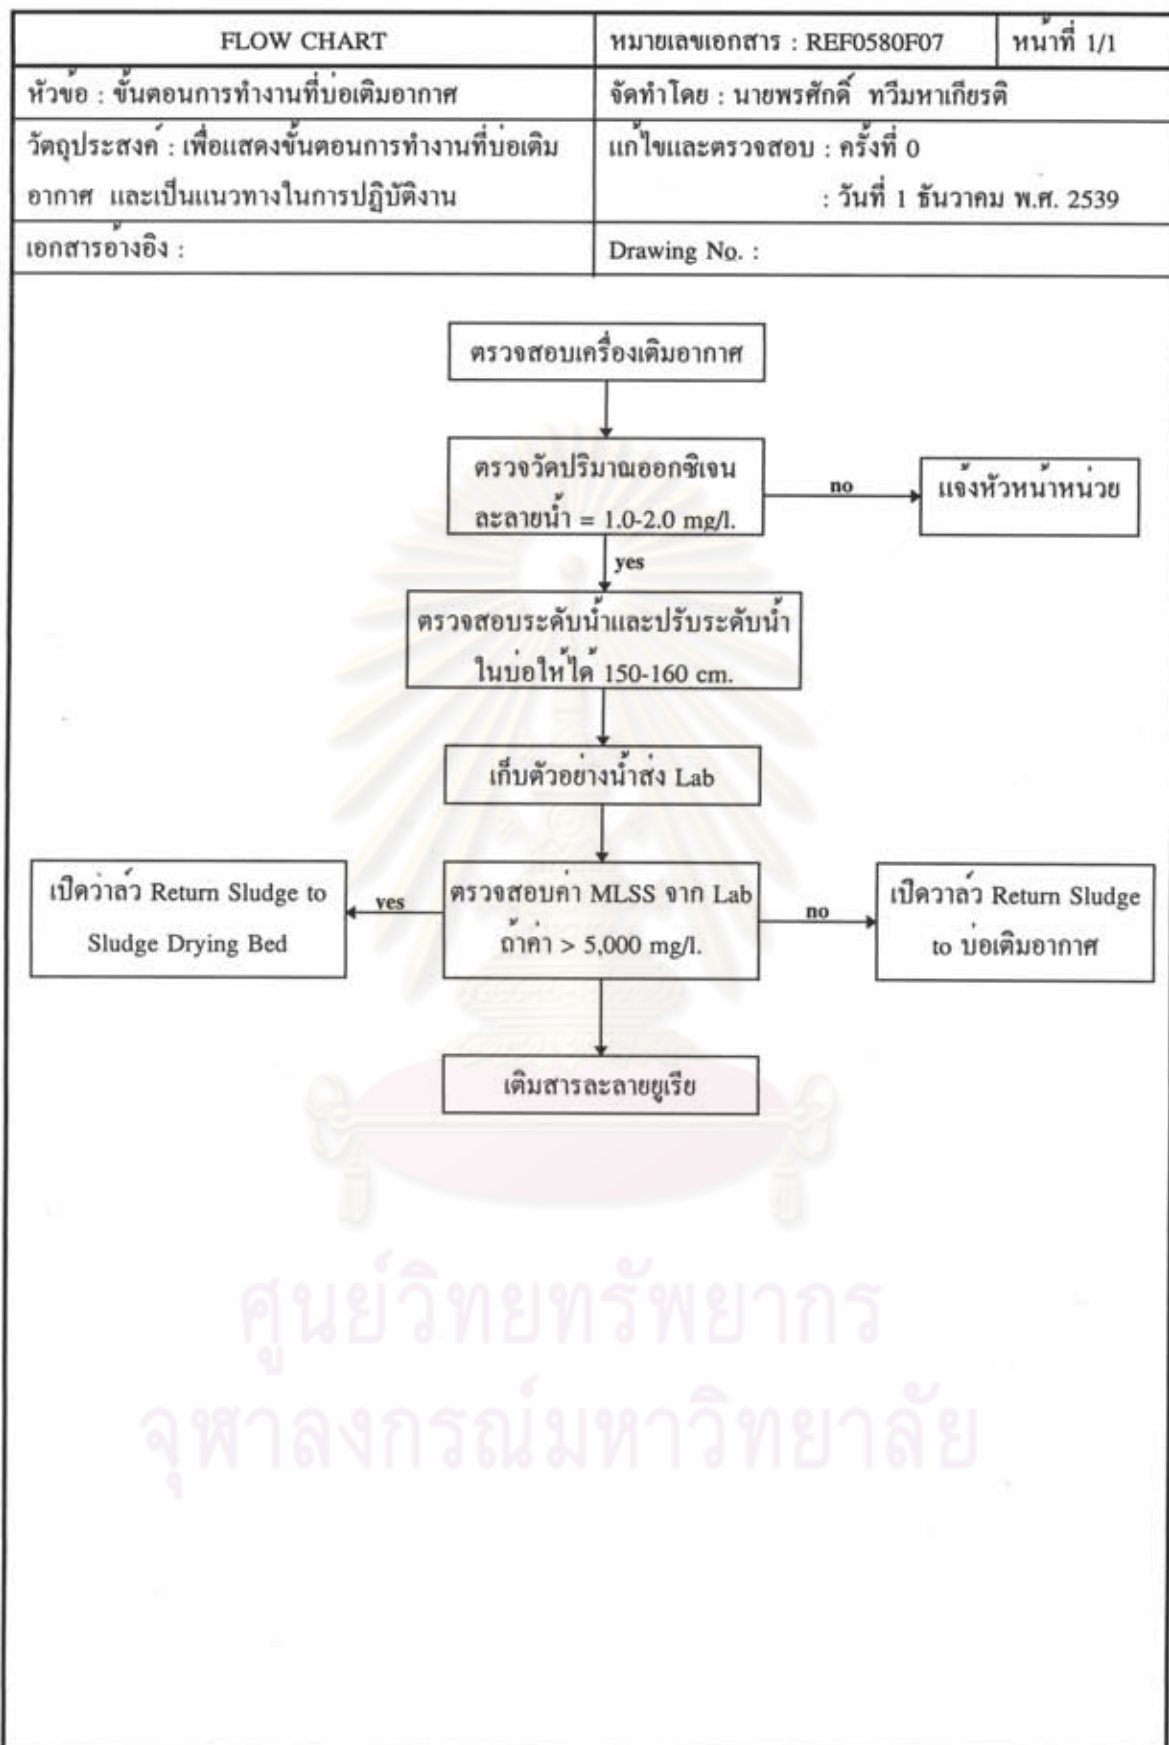 FLOW CHART
หมายเลขเอกสาร : REF0580F07
หน้าที่ 1/1
หัวข้อ : ขั้นตอนการทำงานที่บ่อเติมอากาศ
จัดทำโดย : นายพรศักดิ์ ทวีมหาเกียรติ
วัตถุประสงค์ : เพื่อแสดงขั้นตอนการทำงานที่บ่อเติม
อากาศ และเป็นแนวทางในการปฏิบัติงาน
แก้ไขและตรวจสอบ : ครั้งที่ 0
: วันที่ 1 ธันวาคม พ.ศ. 2539
เอกสารอ้างอิง :
Drawing No. :
ตรวจสอบเครื่องเติมอากาศ
ตรวจวัดปริมาณออกซิเจน
ละลายน้ำ = 1.0-2.0 mg/l.
no
แจ้งหัวหน้าหน่วย
yes
ตรวจสอบระดับน้ำและปรับระดับน้ำ
ในบ่อให้ได้ 150-160 cm.
เก็บตัวอย่างน้ำส่ง Lab
เปิดว่าล์ว Return Sludge to
Sludge Drying Bed
yes
ตรวจสอบค่า MLSS จาก Lab
ถ้าค่า > 5,000 mg/l.
no
เปิดวาล์ว Return Sludge
to บ่อเติมอากาศ
เติมสารละลายยูเรีย
ศูนย์วิทยทรัพยากร
จุฬาลงกรณ์มหาวิทยาลัย